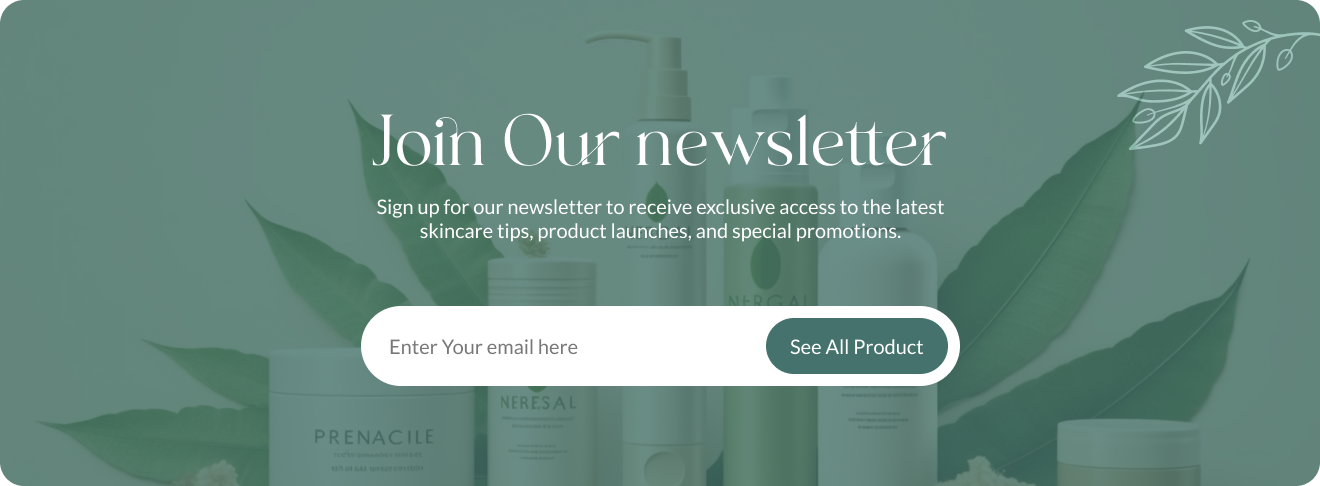 Join Our newsletter
Sign up for our newsletter to receive exclusive access to the latest
skincare tips, product launches, and special promotions.
NERGAL
Enter Your email here
See All Product
NERESAL
PRENACILE